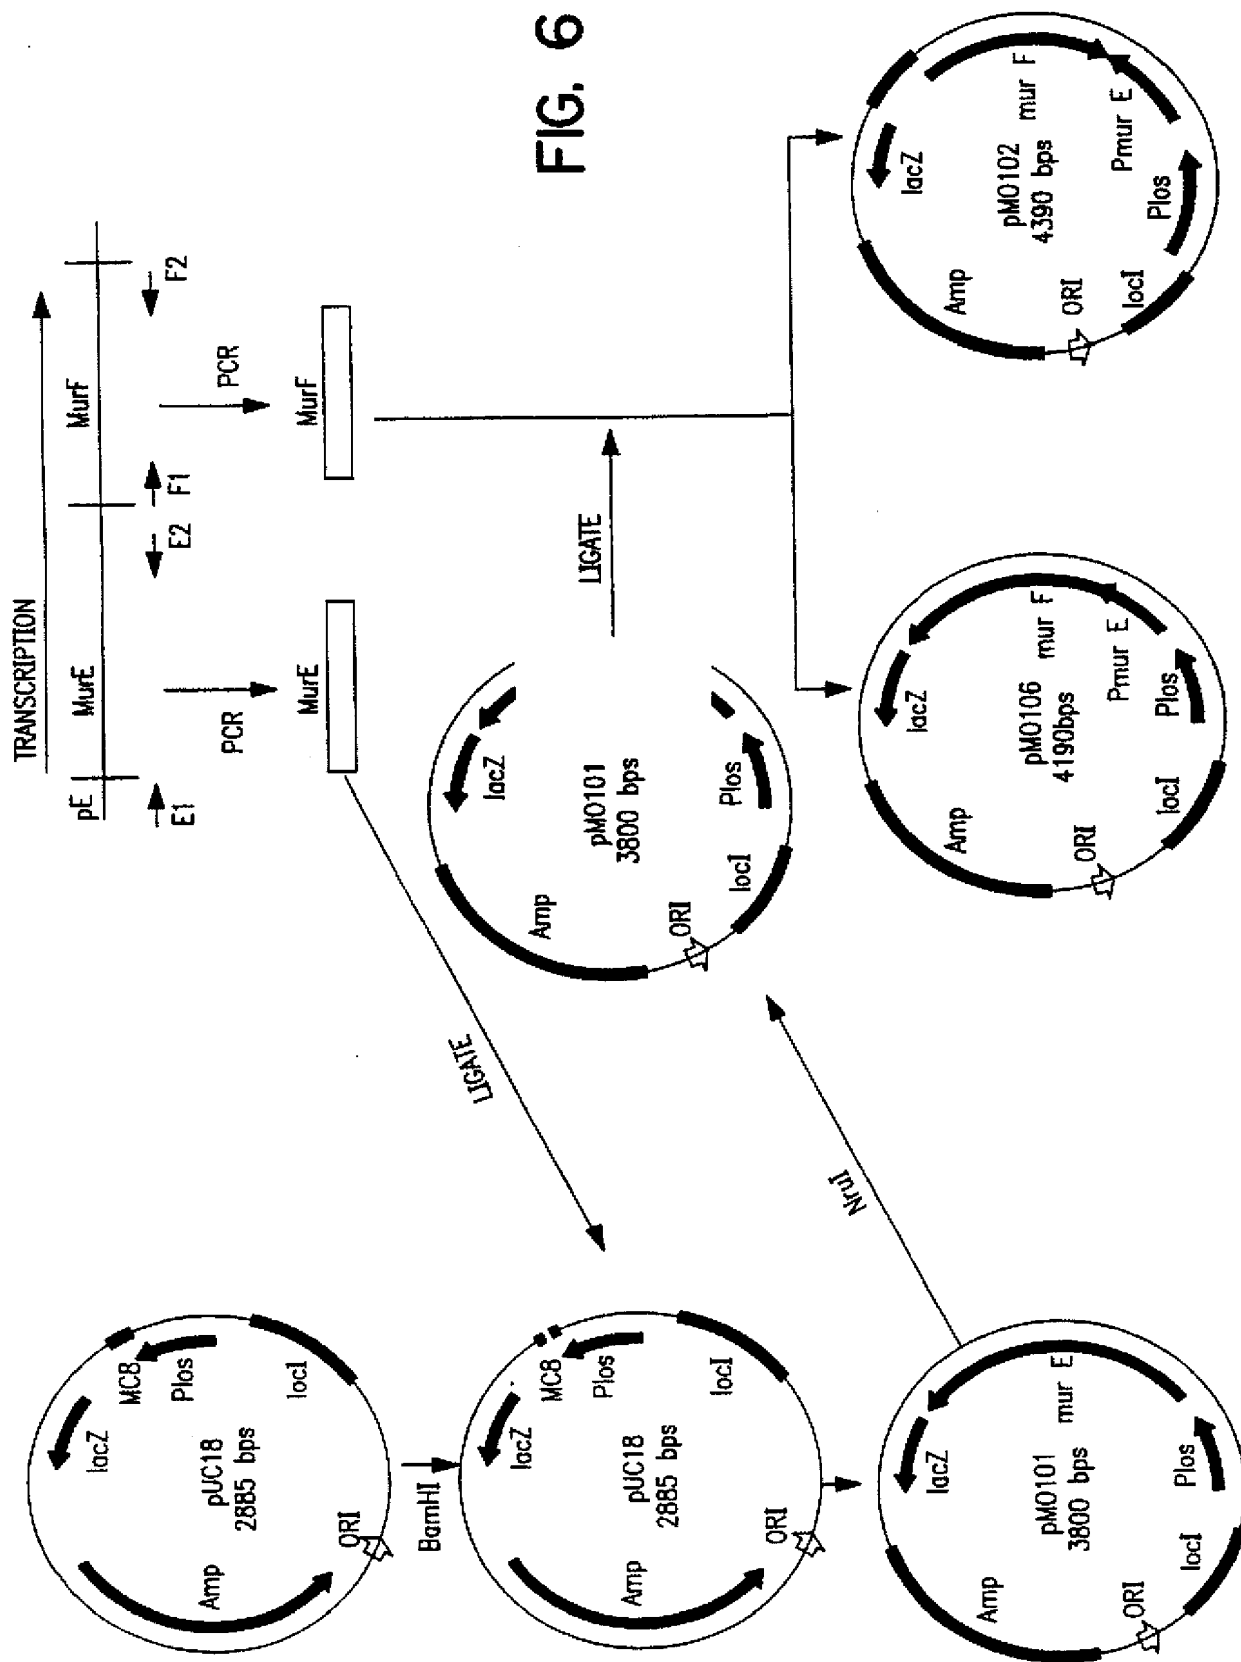 TRANSCRIPTION
pE
MurE
MurF
E1
E2
F1
F2
PCR
PCR
MurE
MurF
FIG. 6
pUC18
2885 bps
Amp
lacZ
MC8
Plos
locI
ORI
BamHI
pUC18
2885 bps
Amp
lacZ
MC8
Plos
locI
ORI
LIGATE
pMO101
3800 bps
Amp
lacZ
mur E
Plos
locI
ORI
NruI
pMO101
3800 bps
Amp
lacZ
Plos
locI
ORI
LIGATE
pMO106
4190bps
Amp
lacZ
mur F
Pmur E
Plos
locI
ORI
pMO102
4390 bps
Amp
lacZ
mur F
Pmur E
Plos
locI
ORI